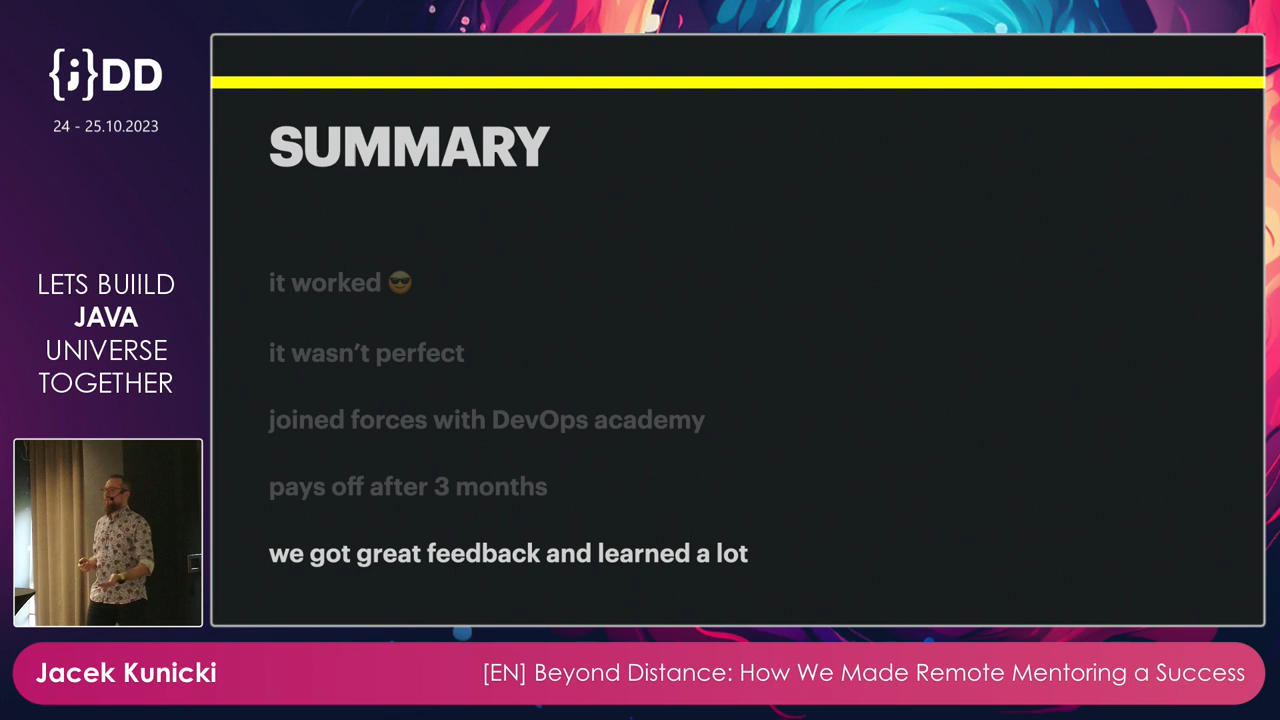 {j}DD
24 - 25.10.2023
LETS BUIILD
JAVA
UNIVERSE
TOGETHER
SUMMARY
it worked 😎
it wasn’t perfect
joined forces with DevOps academy
pays off after 3 months
we got great feedback and learned a lot
Jacek Kunicki
[EN] Beyond Distance: How We Made Remote Mentoring a Success